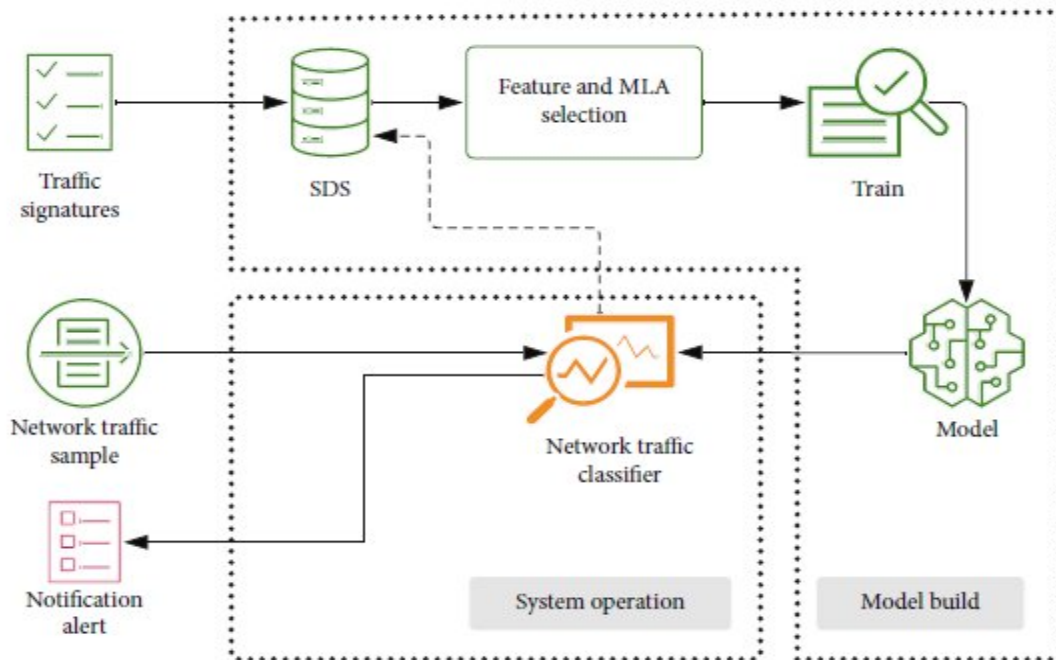 Traffic
signatures
SDS
Feature and MLA
selection
Train
Network traffic
sample
Network traffic
classifier
Model
Notification
alert
System operation
Model build